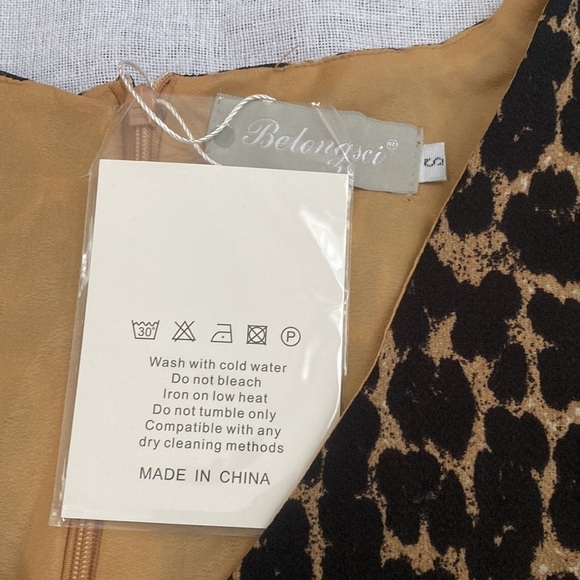 Belongsci
S
30°
P
Wash with cold water
Do not bleach
Iron on low heat
Do not tumble only
Compatible with any
dry cleaning methods
MADE IN CHINA